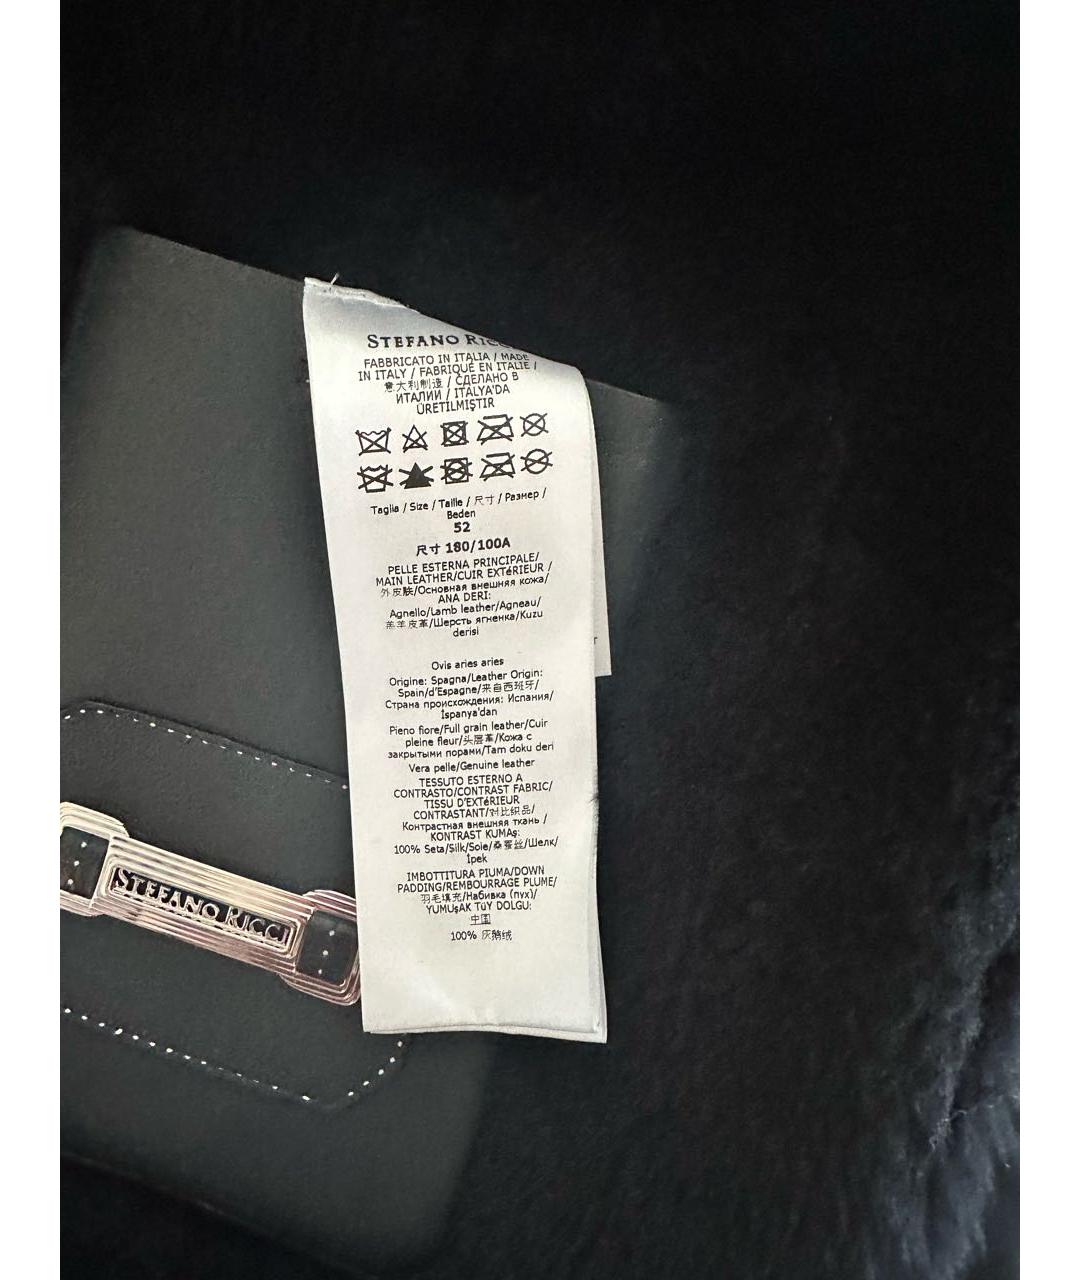 STEFANO RICC
FABBRICATO IN ITALIA / MADE
IN ITALY / FABRIQUÉ EN ITALIE /
意大利制造 / СДЕЛАНО В
ИТАЛИИ / ITALYA'DA
ÜRETILMIŞTIR
Taglia / Size / Taille / 尺寸 / Размер /
Beden
52
尺寸 180/100A
PELLE ESTERNA PRINCIPALE/
MAIN LEATHER/CUIR EXTéRIEUR /
外皮肤/Основная внешняя кожа/
ANA DERI:
Agnello/Lamb leather/Agneau/
羔羊皮革/Шерсть ягненка/Kuzu
derisi
Ovis aries aries
Origine: Spagna/Leather Origin:
Spain/d'Espagne/来自西班牙/
Страна происхождения: Испания/
Ispanya'dan
Pieno fiore/Full grain leather/Cuir
pleine fleur/头层革/Кожа с
закрытыми порами/Tam doku deri
Vera pelle/Genuine leather
TESSUTO ESTERNO A
CONTRASTO/CONTRAST FABRIC/
TISSU D'EXTéRIEUR
CONTRASTANT/对比织品/
Контрастная внешняя ткань /
KONTRAST KUMAş:
100% Seta/Silk/Soie/桑蚕丝/Шелк/
İpek
IMBOTTITURA PIUMA/DOWN
PADDING/REMBOURRAGE PLUME/
羽毛填充/Набивка (пух)/
YUMUşAK TüY DOLGU:
中国
100% 灰鹅绒
STEFANO RICCI